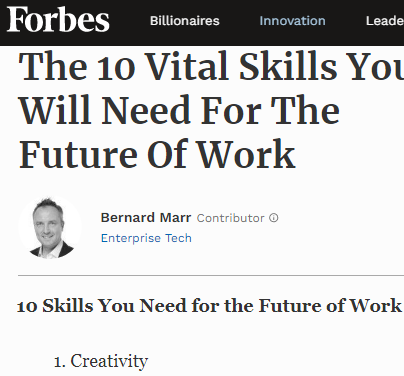 Forbes Billionaires Innovation Leade
The 10 Vital Skills You
Will Need For The
Future Of Work
Bernard Marr Contributor
Enterprise Tech
10 Skills You Need for the Future of Work
1. Creativity